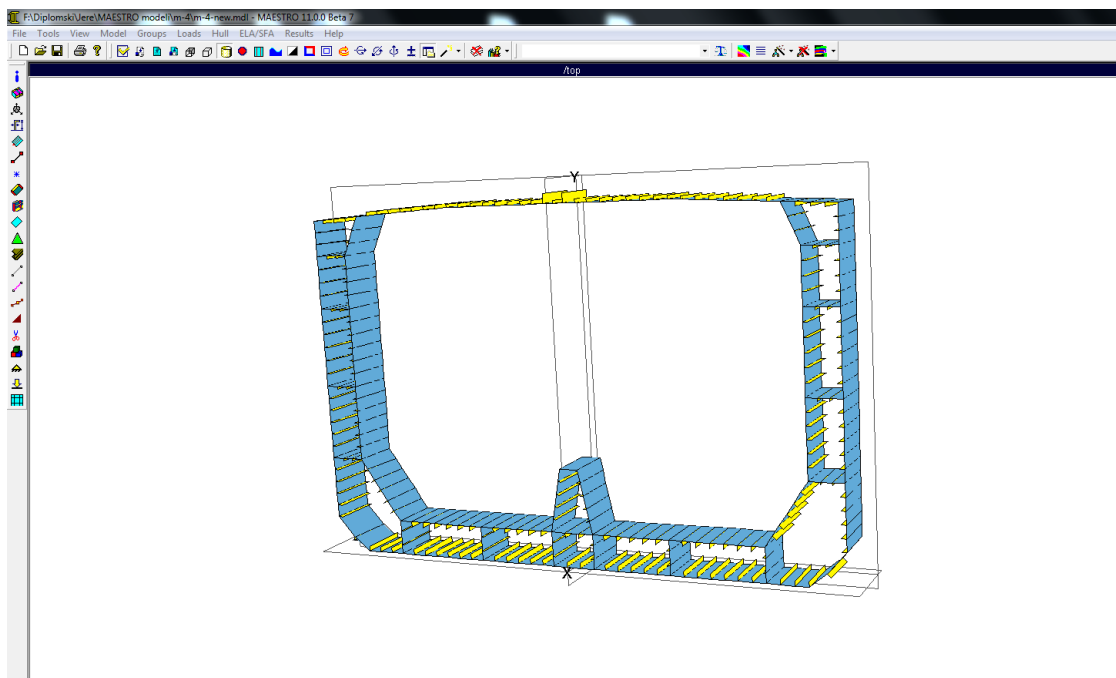 F:\Diplomski\Jere\MAESTRO modeli\m-4\m-4-new.mdl - MAESTRO 11.0.0 Beta 7
File Tools View Model Groups Loads Hull ELA/SFA Results Help
/top
Y
X